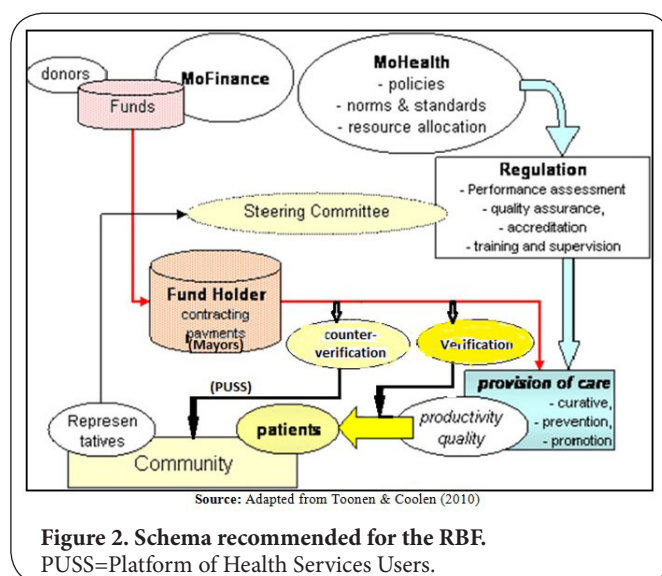 donors
MoFinance
Funds
MoHealth
- policies
- norms & standards
- resource allocation
Regulation
- Performance assessment
- quality assurance,
- accreditation
- training and supervision
Steering Committee
Fund Holder
contracting
payments
(Mayors)
counter-
verification
Verification
(PUSS)
provision of care
- curative,
- prevention,
- promotion
Represen
tatives
patients
productivity
quality
Community
Source: Adapted from Toonen & Coolen (2010)
Figure 2. Schema recommended for the RBF.
PUSS=Platform of Health Services Users.